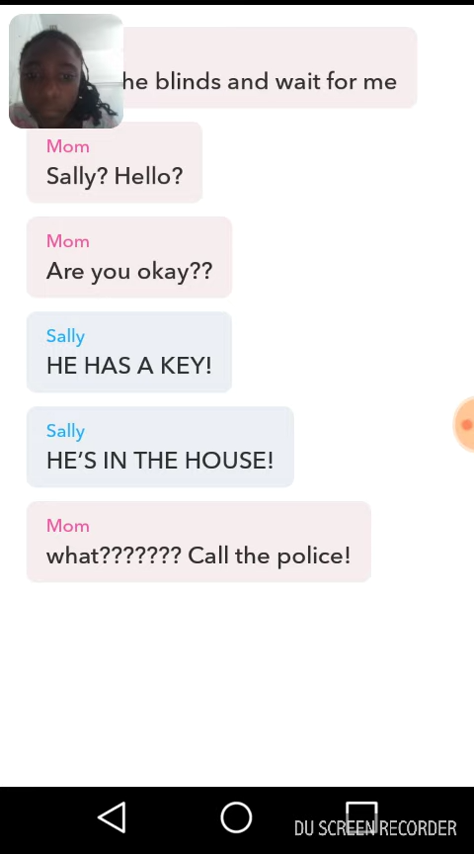 he blinds and wait for me
Mom
Sally? Hello?
Mom
Are you okay??
Sally
HE HAS A KEY!
Sally
HE'S IN THE HOUSE!
Mom
what??????? Call the police!
DU SCREEN RECORDER